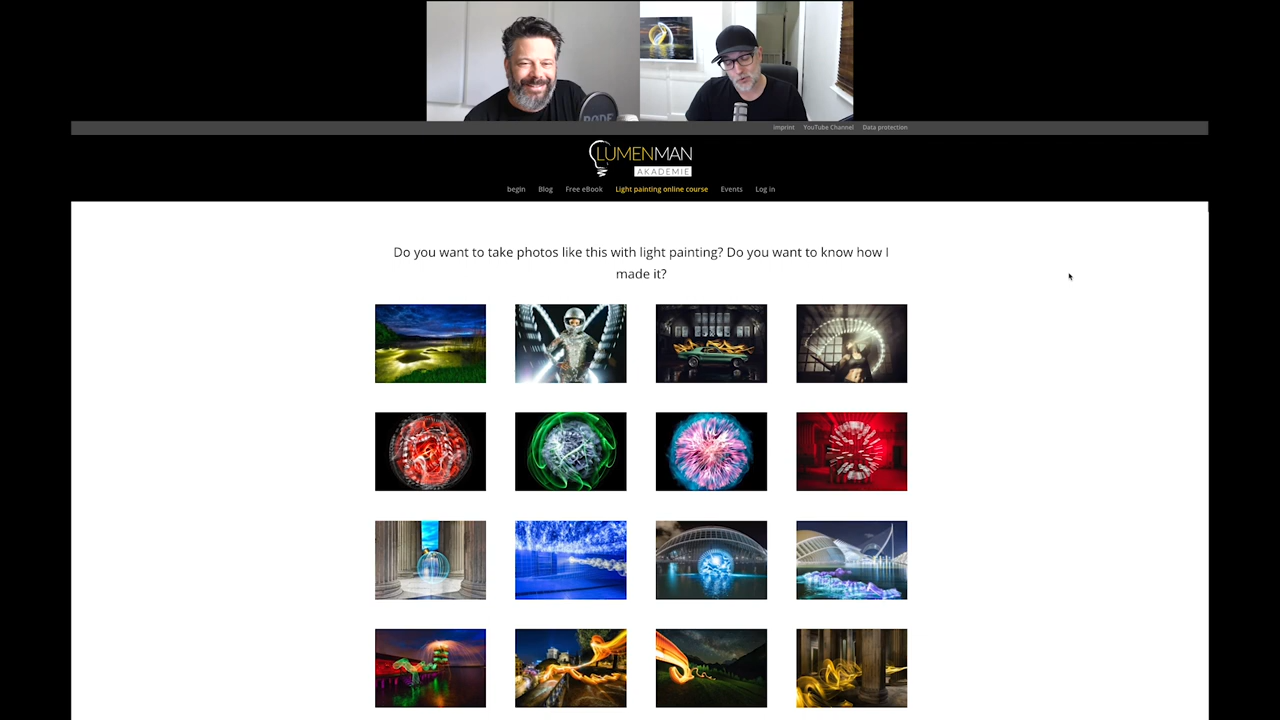 RODE
imprint YouTube Channel Data protection
LUMENMAN
AKADEMIE
begin Blog Free eBook Light painting online course Events Log in
Do you want to take photos like this with light painting? Do you want to know how I
made it?